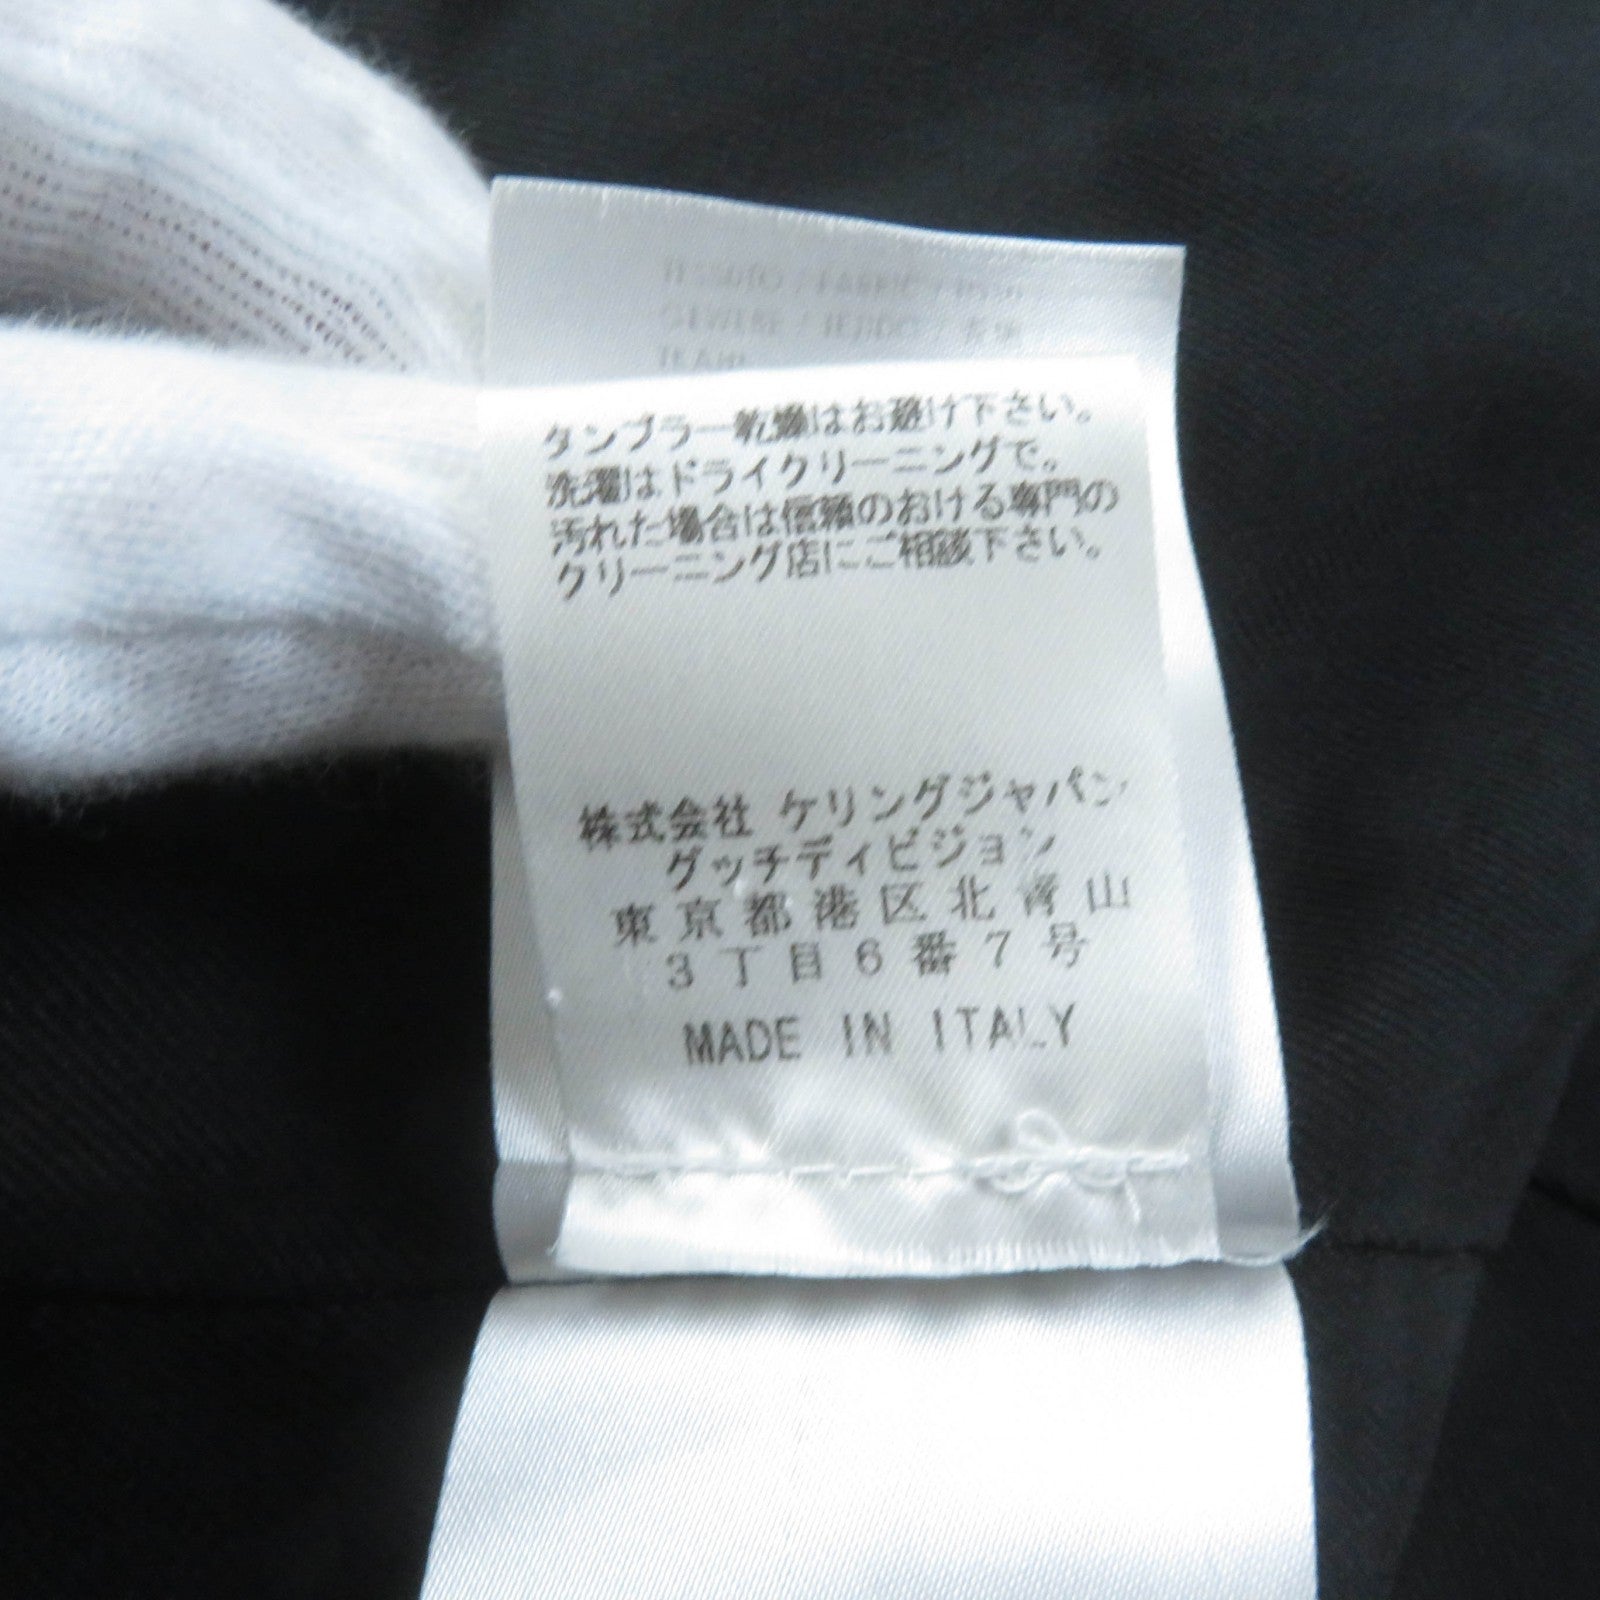 TESSUTO / FABRIC /
タンブラー乾燥はお避け下さい。
洗濯はドライクリーニングで。
汚れた場合は信頼のおける専門の
クリーニング店にご相談下さい。
株式会社 ケリングジャパン
グッチディビジョン
東京都港区北青山
3丁目6番7号
MADE IN ITALY